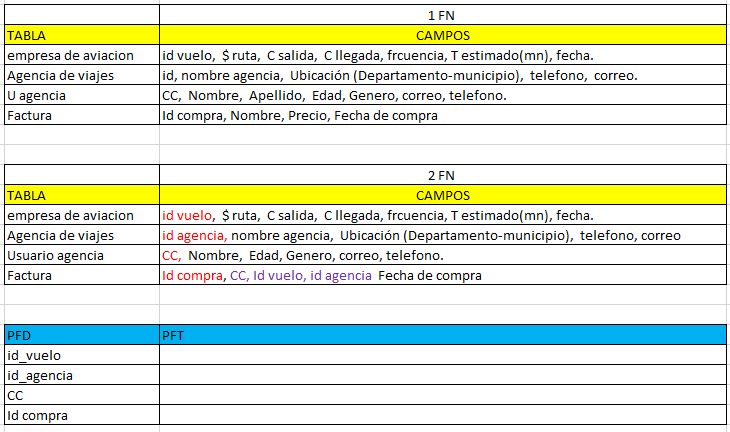 1 FN
TABLA CAMPOS
empresa de aviacion id vuelo, $ ruta, C salida, C llegada, frcuencia, T estimado(mn), fecha.
Agencia de viajes id, nombre agencia, Ubicación (Departamento-municipio), telefono, correo.
U agencia CC, Nombre, Apellido, Edad, Genero, correo, telefono.
Factura Id compra, Nombre, Precio, Fecha de compra
2 FN
TABLA CAMPOS
empresa de aviacion id vuelo, $ ruta, C salida, C llegada, frcuencia, T estimado(mn), fecha.
Agencia de viajes id agencia, nombre agencia, Ubicación (Departamento-municipio), telefono, correo
Usuario agencia CC, Nombre, Edad, Genero, correo, telefono.
Factura Id compra, CC, Id vuelo, id agencia Fecha de compra
PFD PFT
id_vuelo
id_agencia
CC
Id compra